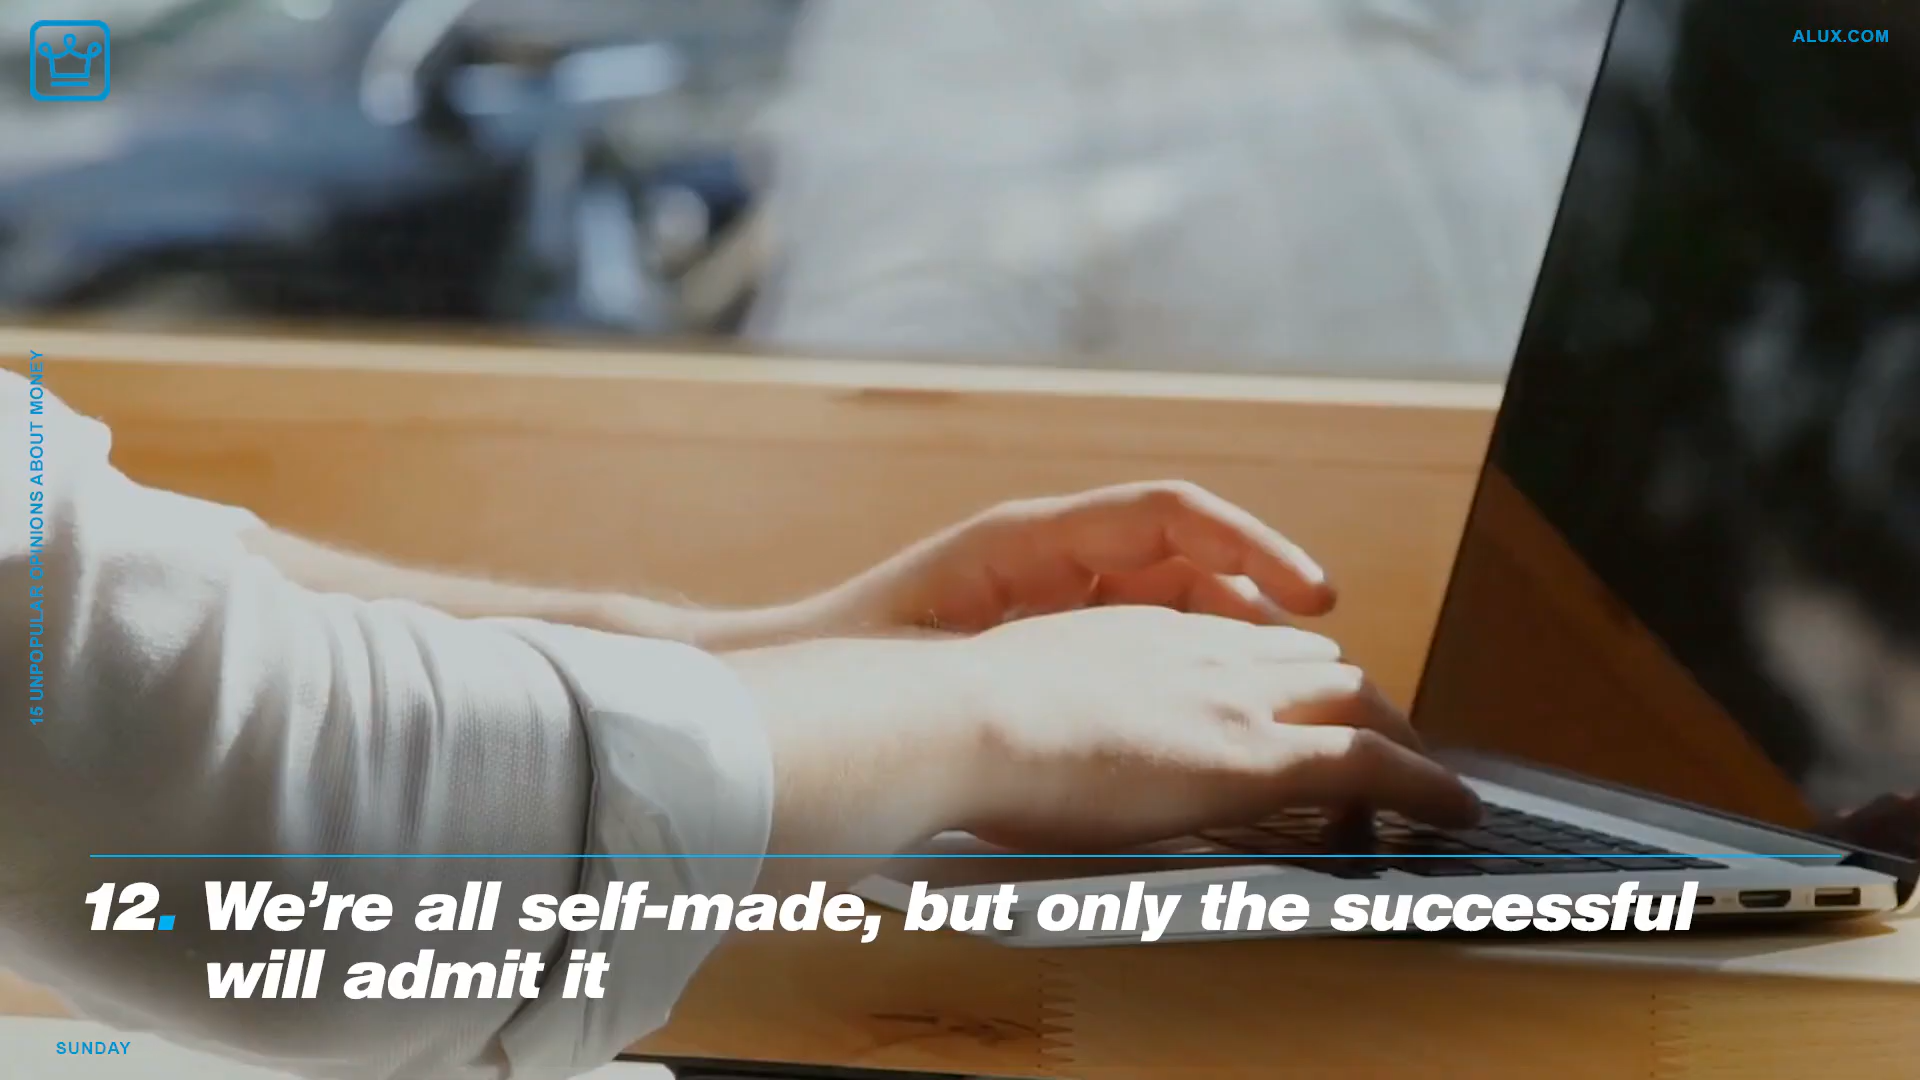 ALUX.COM
15 UNPOPULAR OPINIONS ABOUT MONEY
12. We’re all self-made, but only the successful
will admit it
SUNDAY